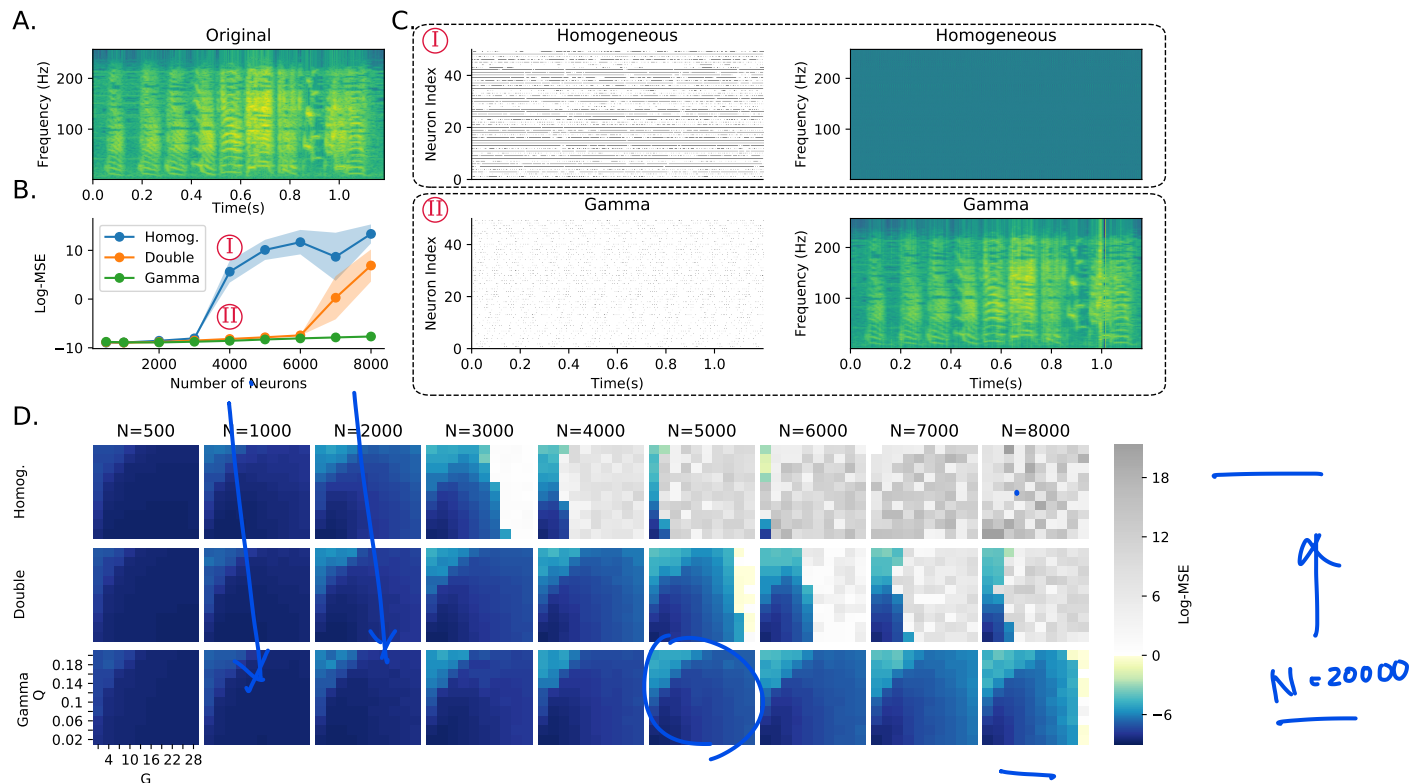 A.
Original
Frequency (Hz)
200
100
0.0 0.2 0.4 0.6 0.8 1.0
Time(s)
B.
Log-MSE
10
0
−10
Homog.
Double
Gamma
I
II
2000 4000 6000 8000
Number of Neurons
C.
I
Homogeneous
Neuron Index
40
20
0
Homogeneous
Frequency (Hz)
200
100
II
Gamma
Neuron Index
40
20
0
0.0 0.2 0.4 0.6 0.8 1.0
Time(s)
Gamma
Frequency (Hz)
200
100
0.0 0.2 0.4 0.6 0.8 1.0
Time(s)
D.
N=500 N=1000 N=2000 N=3000 N=4000 N=5000 N=6000 N=7000 N=8000
Homog.
Double
Gamma
Q
0.18
0.14
0.1
0.06
0.02
4 10 16 22 28
G
18
12
6
0
−6
Log-MSE
N = 20000